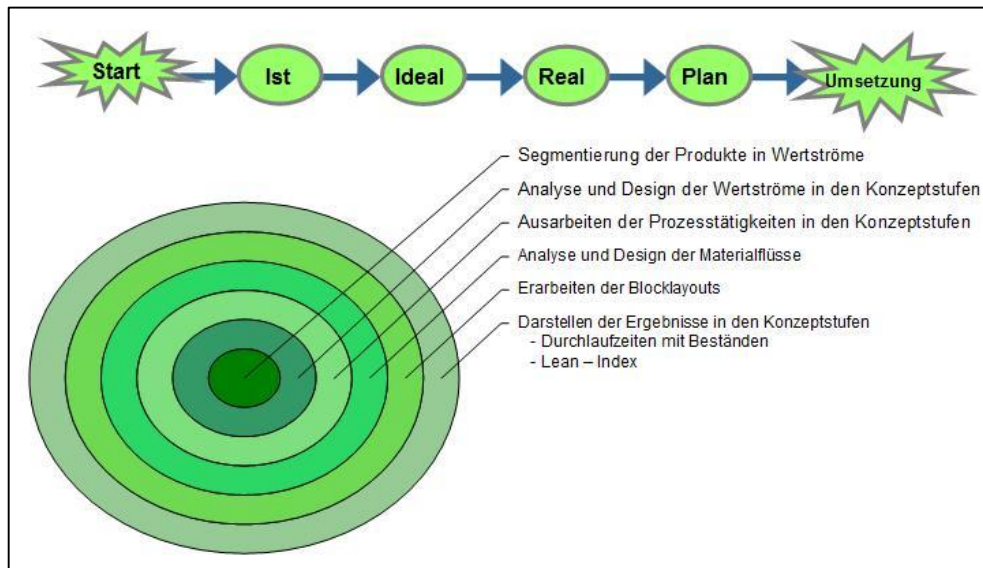 Start
Ist
Ideal
Real
Plan
Umsetzung
Segmentierung der Produkte in Wertströme
Analyse und Design der Wertströme in den Konzeptstufen
Ausarbeiten der Prozesstätigkeiten in den Konzeptstufen
Analyse und Design der Materialflüsse
Erarbeiten der Blocklayouts
Darstellen der Ergebnisse in den Konzeptstufen
- Durchlaufzeiten mit Beständen
- Lean – Index